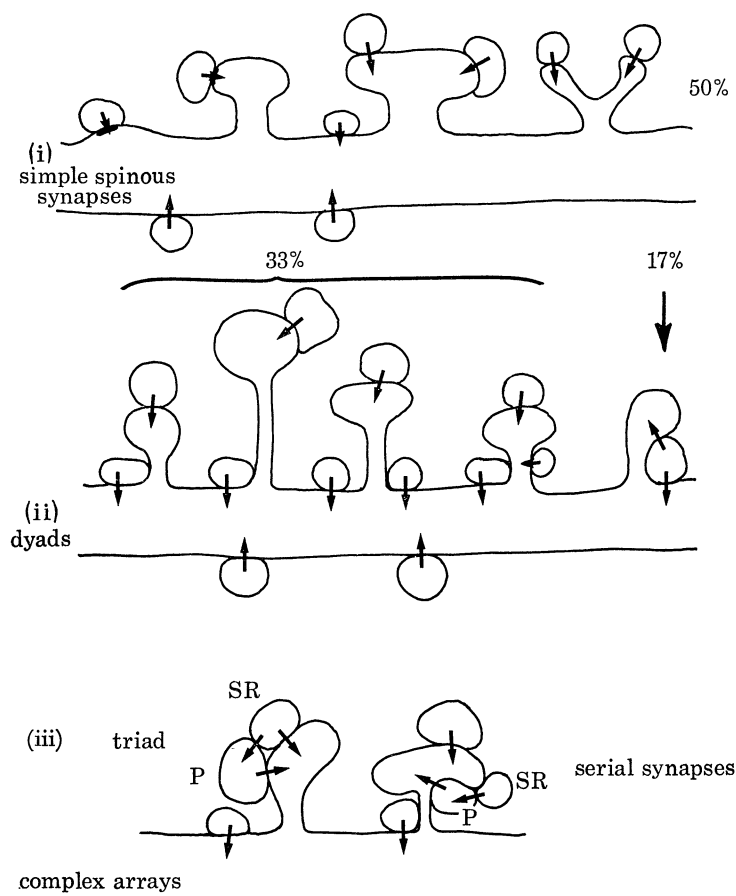 50%
(i)
simple spinous
synapses
33%
17%
(ii)
dyads
SR
(iii) triad
P
serial synapses
SR
P
complex arrays